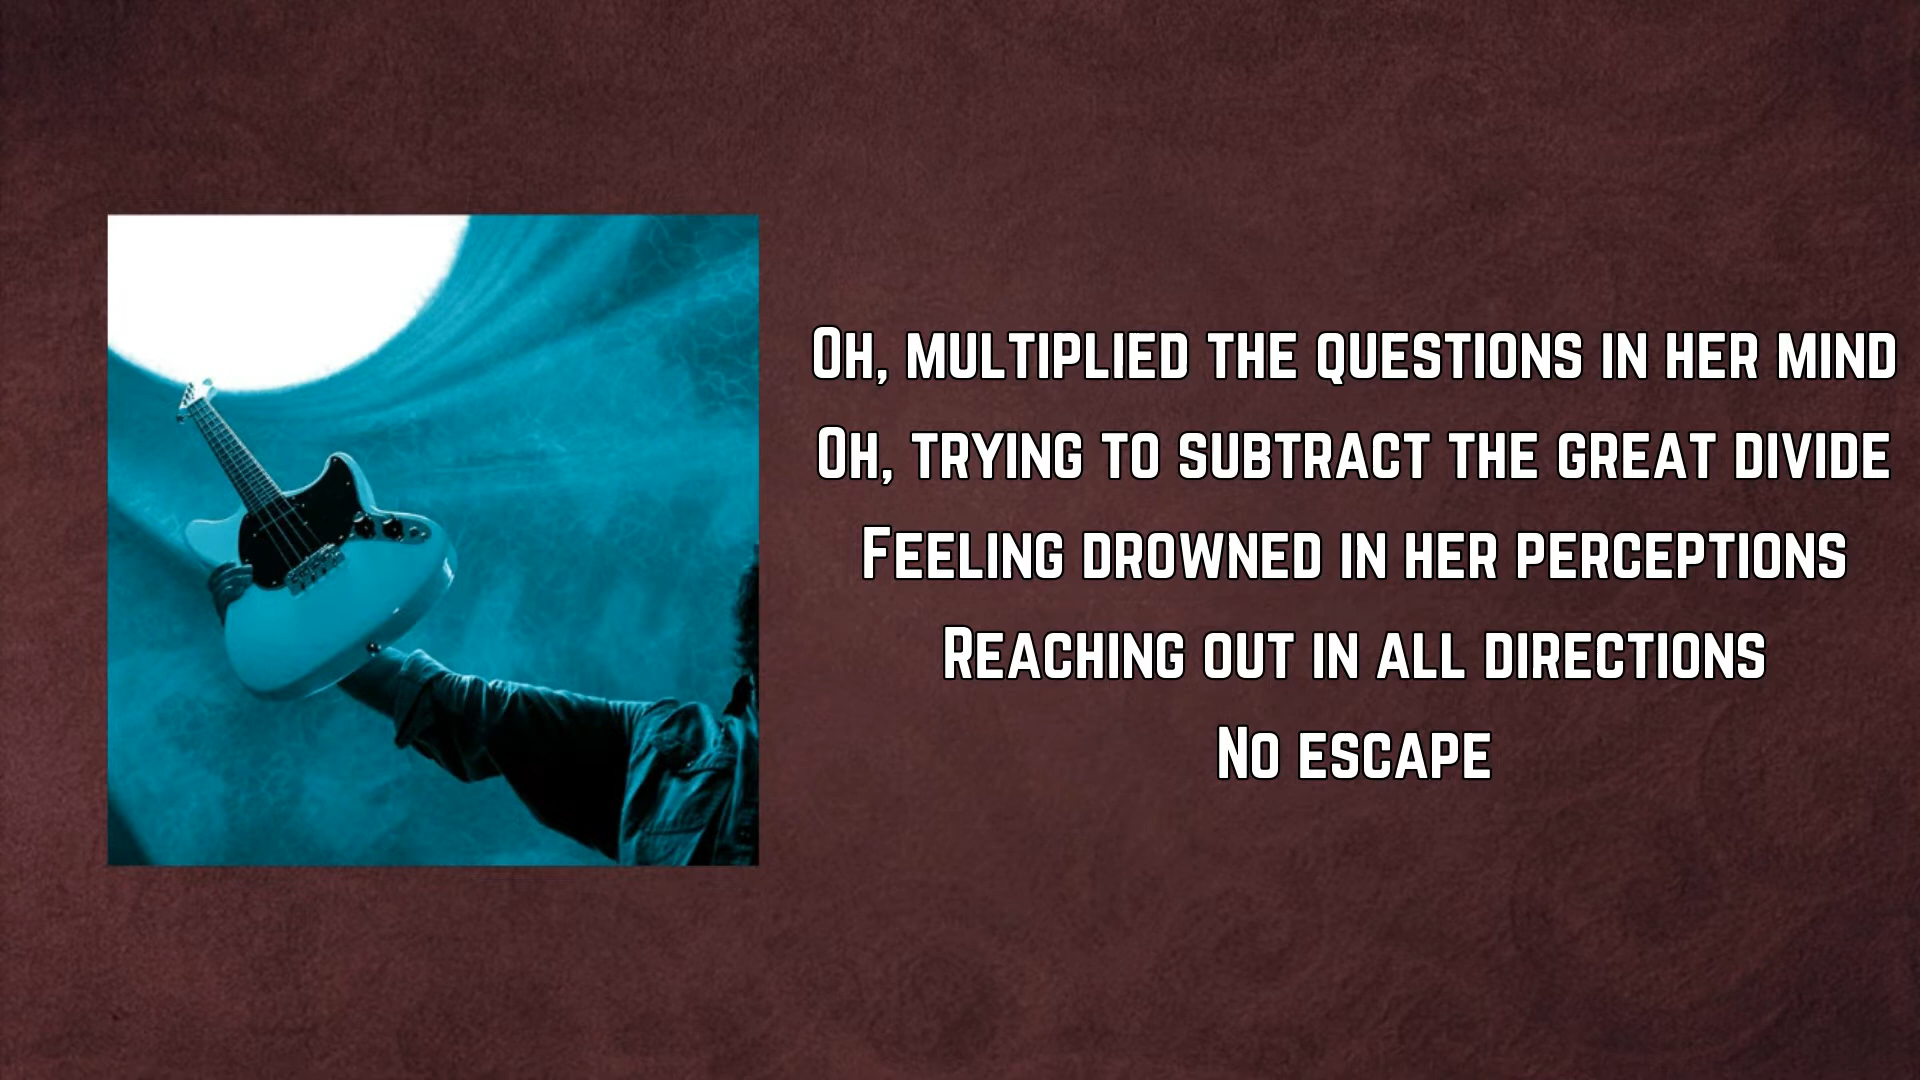 Oh, multiplied the questions in her mind
Oh, trying to subtract the great divide
Feeling drowned in her perceptions
Reaching out in all directions
No escape